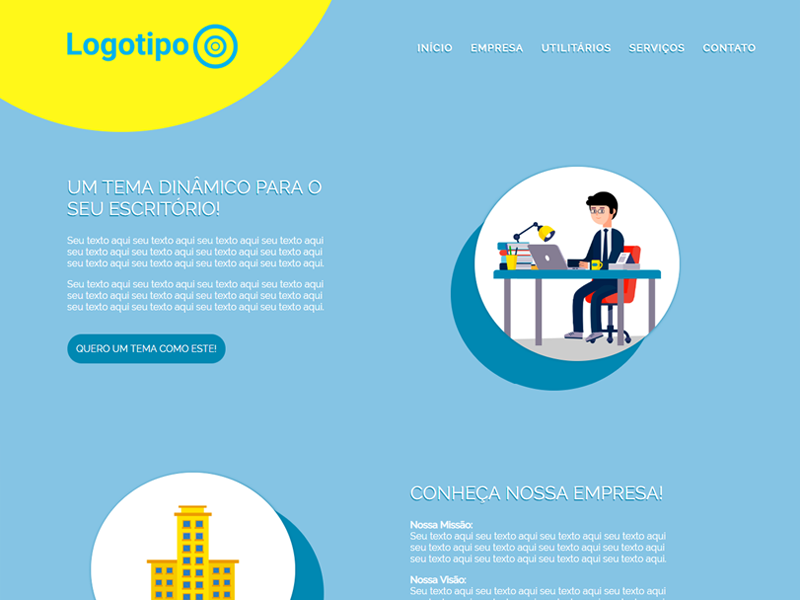 Logotipo
INÍCIO EMPRESA UTILITÁRIOS SERVIÇOS CONTATO
UM TEMA DINÂMICO PARA O
SEU ESCRITÓRIO!
Seu texto aqui seu texto aqui seu texto aqui seu texto aqui
seu texto aqui seu texto aqui seu texto aqui seu texto aqui
seu texto aqui seu texto aqui seu texto aqui seu texto aqui.
Seu texto aqui seu texto aqui seu texto aqui seu texto aqui
seu texto aqui seu texto aqui seu texto aqui seu texto aqui
seu texto aqui seu texto aqui seu texto aqui seu texto aqui.
QUERO UM TEMA COMO ESTE!
CONHEÇA NOSSA EMPRESA!
Nossa Missão:
Seu texto aqui seu texto aqui seu texto aqui seu texto aqui
seu texto aqui seu texto aqui seu texto aqui seu texto aqui
seu texto aqui seu texto aqui seu texto aqui seu texto aqui.
Nossa Visão:
Seu texto aqui seu texto aqui seu texto aqui seu texto aqui